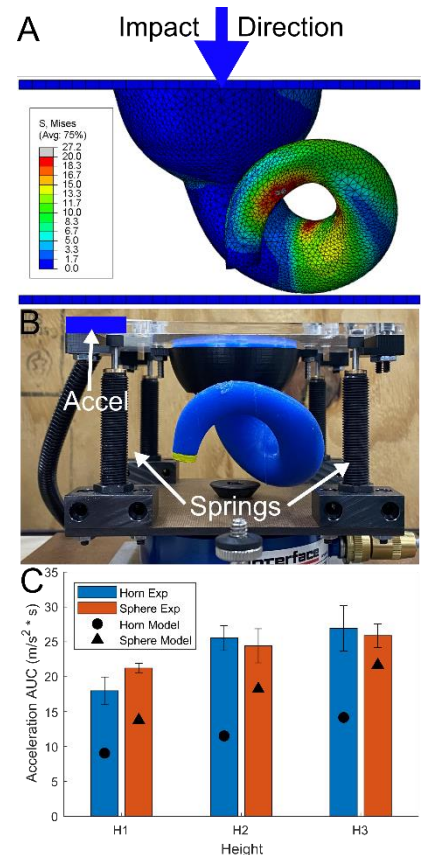 A
Impact Direction
S, Mises
(Avg: 75%)
27.2
20.0
18.3
16.7
15.0
13.3
11.7
10.0
8.3
6.7
5.0
3.3
1.7
0.0
B
Accel
Springs
interface
C
Horn Exp
Sphere Exp
Horn Model
Sphere Model
Acceleration AUC (m/s² * s)
35
30
25
20
15
10
5
0
H1 H2 H3
Height